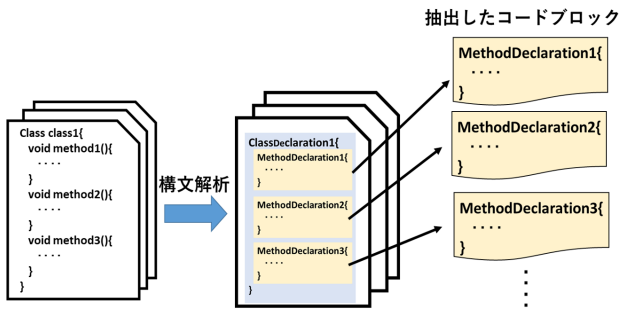 抽出したコードブロック
Class class1{
void method1(){
....
}
void method2(){
....
}
void method3(){
....
}
}
構文解析
ClassDeclaration1{
MethodDeclaration1{
....
}
MethodDeclaration2{
....
}
MethodDeclaration3{
....
}
}
MethodDeclaration1{
....
}
MethodDeclaration2{
....
}
MethodDeclaration3{
....
}